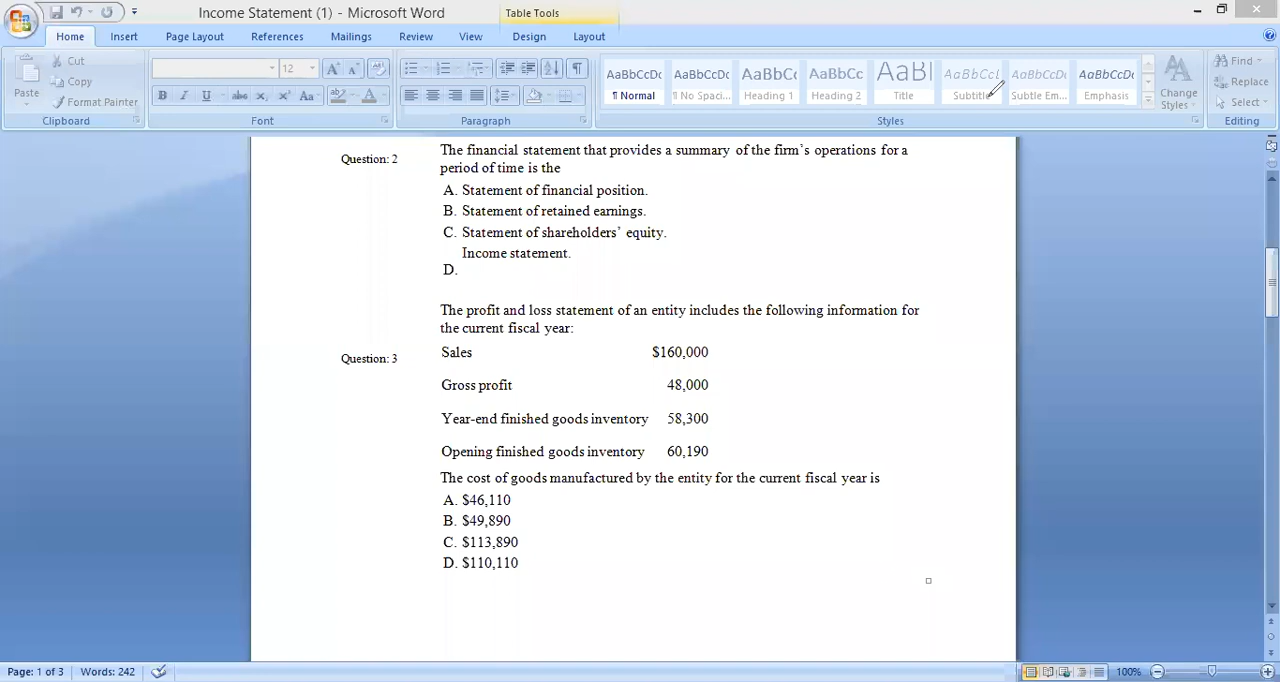 Income Statement (1) - Microsoft Word
Table Tools
Home Insert Page Layout References Mailings Review View Design Layout
Paste
Cut
Copy
Format Painter
Clipboard
12
Font
Paragraph
AaBbCcDc AaBbCcDc AaBbCc AaBbCc AaBl AaBbCcL AaBbCcDc AaBbCcDc
¶ Normal ¶ No Spaci... Heading 1 Heading 2 Title Subtitle Subtle Em... Emphasis
Change Styles
Styles
Find
Replace
Select
Editing
Question: 2
The financial statement that provides a summary of the firm's operations for a
period of time is the
A. Statement of financial position.
B. Statement of retained earnings.
C. Statement of shareholders' equity.
Income statement.
D.
The profit and loss statement of an entity includes the following information for
the current fiscal year:
Question: 3
Sales $160,000
Gross profit 48,000
Year-end finished goods inventory 58,300
Opening finished goods inventory 60,190
The cost of goods manufactured by the entity for the current fiscal year is
A. $46,110
B. $49,890
C. $113,890
D. $110,110
Page: 1 of 3 Words: 242 100%